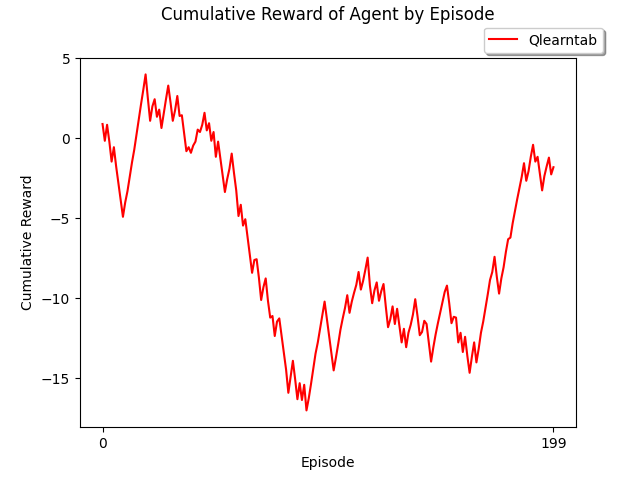 Cumulative Reward of Agent by Episode
Qlearntab
5
0
−5
−10
−15
Cumulative Reward
0
199
Episode